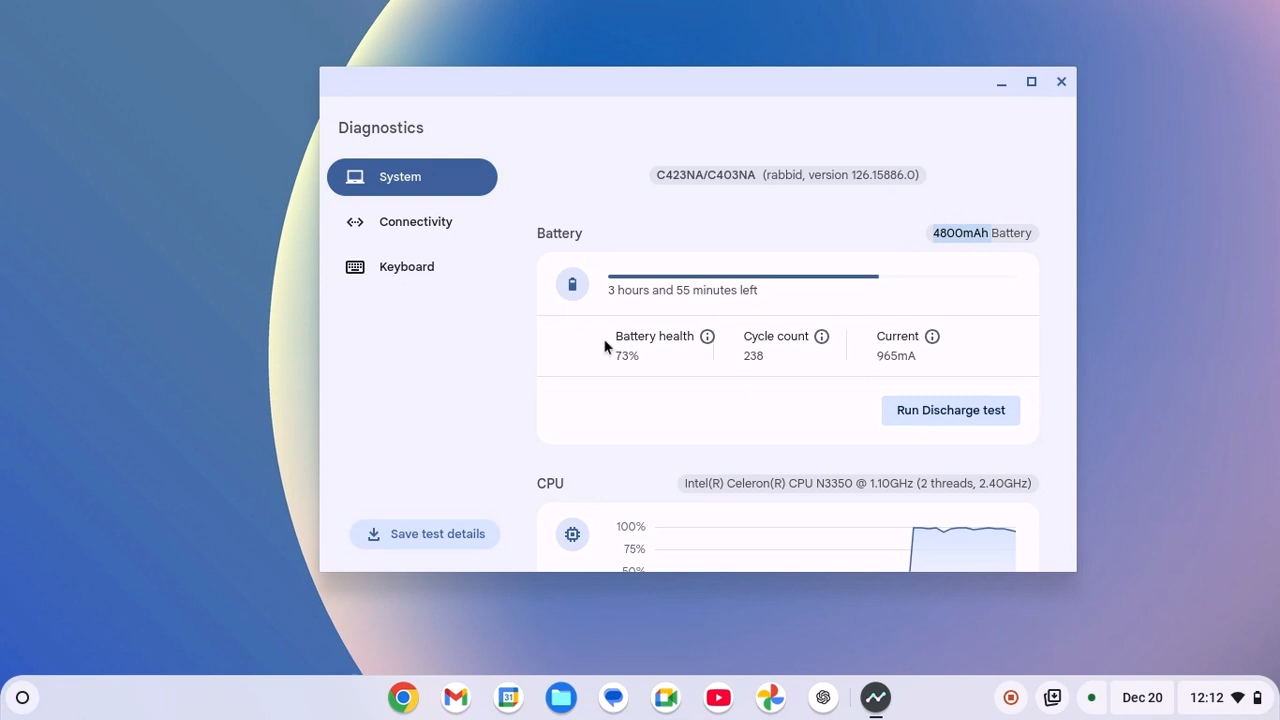 Diagnostics
System
Connectivity
Keyboard
Save test details
C423NA/C403NA (rabbid, version 126.15886.0)
Battery
4800mAh Battery
3 hours and 55 minutes left
Battery health
73%
Cycle count
238
Current
965mA
Run Discharge test
CPU
Intel(R) Celeron(R) CPU N3350 @ 1.10GHz (2 threads, 2.40GHz)
100%
75%
50%
31
Dec 20
12:12